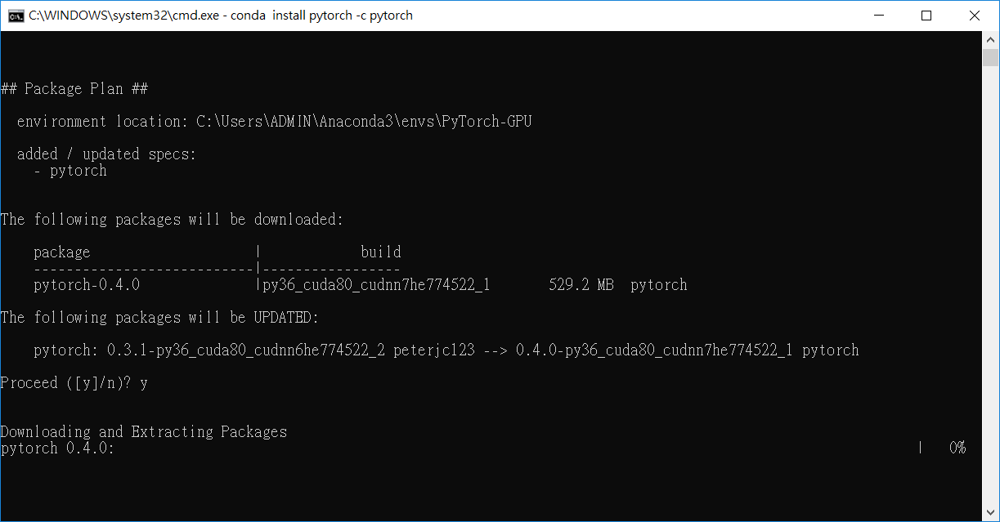 C:\WINDOWS\system32\cmd.exe - conda  install pytorch -c pytorch
## Package Plan ##
  environment location: C:\Users\ADMIN\Anaconda3\envs\PyTorch-GPU
  added / updated specs:
    - pytorch
The following packages will be downloaded:
    package                    |            build
    ---------------------------|-----------------
    pytorch-0.4.0              |py36_cuda80_cudnn7he774522_1       529.2 MB  pytorch
The following packages will be UPDATED:
    pytorch: 0.3.1-py36_cuda80_cudnn6he774522_2 peterjc123 --> 0.4.0-py36_cuda80_cudnn7he774522_1 pytorch
Proceed ([y]/n)? y
Downloading and Extracting Packages
pytorch 0.4.0:                                                                                                  |   0%